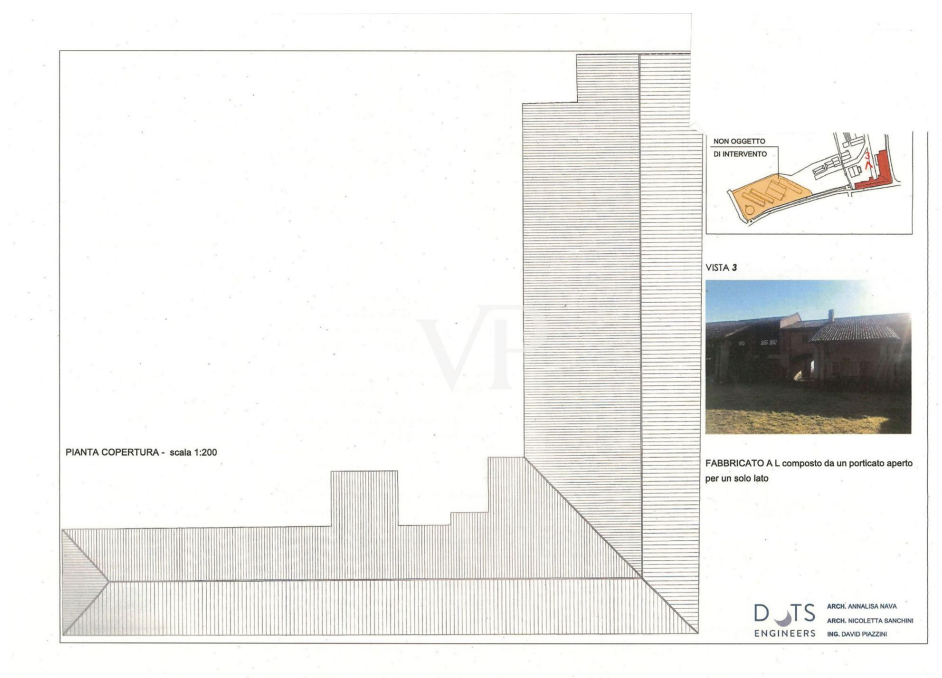 NON OGGETTO
DI INTERVENTO
VISTA 3
VP
PIANTA COPERTURA - scala 1:200
FABBRICATO A L composto da un porticato aperto
per un solo lato
DOTS
ENGINEERS
ARCH. ANNALISA NAVA
ARCH. NICOLETTA SANCHINI
ING. DAVID PIAZZINI